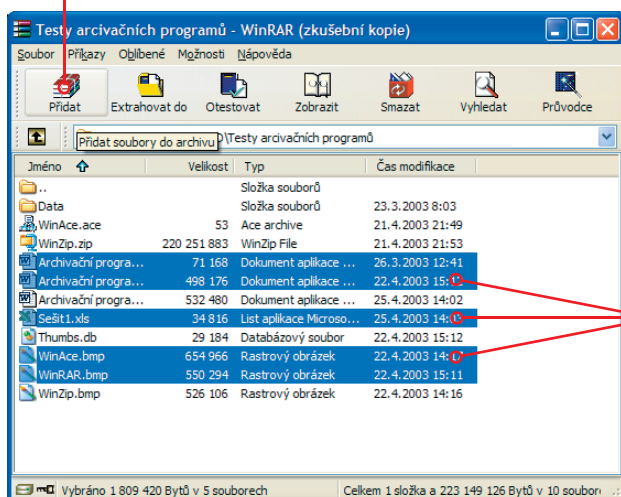 Testy arcivačních programů - WinRAR (zkušební kopie)
Soubor Příkazy Oblíbené Možnosti Nápověda
Přidat Extrahovat do Otestovat Zobrazit Smazat Vyhledat Průvodce
Přidat soubory do archivu \Testy arcivačních programů
Jméno Velikost Typ Čas modifikace
.. Složka souborů
Data Složka souborů 23.3.2003 8:03
WinAce.ace 53 Ace archive 21.4.2003 21:49
WinZip.zip 220 251 883 WinZip File 21.4.2003 21:53
Archivační progra... 71 168 Dokument aplikace ... 26.3.2003 12:41
Archivační progra... 498 176 Dokument aplikace ... 22.4.2003
Archivační progra... 532 480 Dokument aplikace ... 25.4.2003 14:02
Sešit1.xls 34 816 List aplikace Microso... 25.4.2003
Thumbs.db 29 184 Databázový soubor 22.4.2003 15:12
WinAce.bmp 654 966 Rastrový obrázek 22.4.2003
WinRAR.bmp 550 294 Rastrový obrázek 22.4.2003 15:11
WinZip.bmp 526 106 Rastrový obrázek 22.4.2003 14:16
Vybráno 1 809 420 Bytů v 5 souborech Celkem 1 složka a 223 149 126 Bytů v 10 soubor